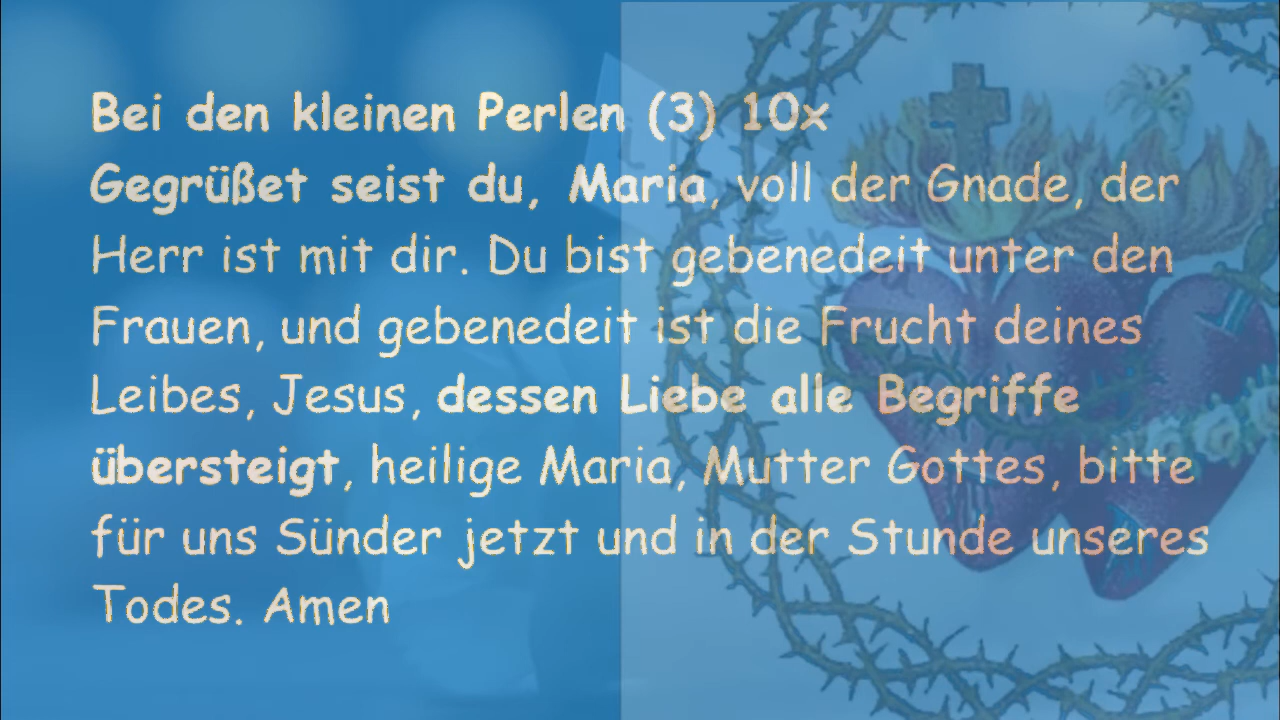 Bei den kleinen Perlen (3) 10x
Gegrüßet seist du, Maria, voll der Gnade, der
Herr ist mit dir. Du bist gebenedeit unter den
Frauen, und gebenedeit ist die Frucht deines
Leibes, Jesus, dessen Liebe alle Begriffe
übersteigt, heilige Maria, Mutter Gottes, bitte
für uns Sünder jetzt und in der Stunde unseres
Todes. Amen